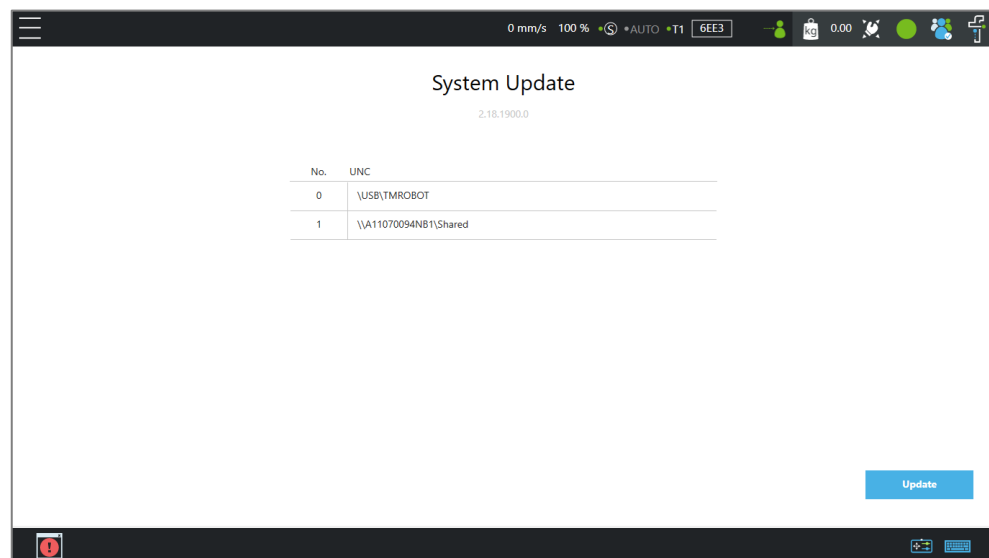 0 mm/s 100 % Ⓢ AUTO T1 6EE3 kg 0.00
System Update
2.18.1900.0
No. UNC
0 \USB\TMROBOT
1 \\A11070094NB1\Shared
Update